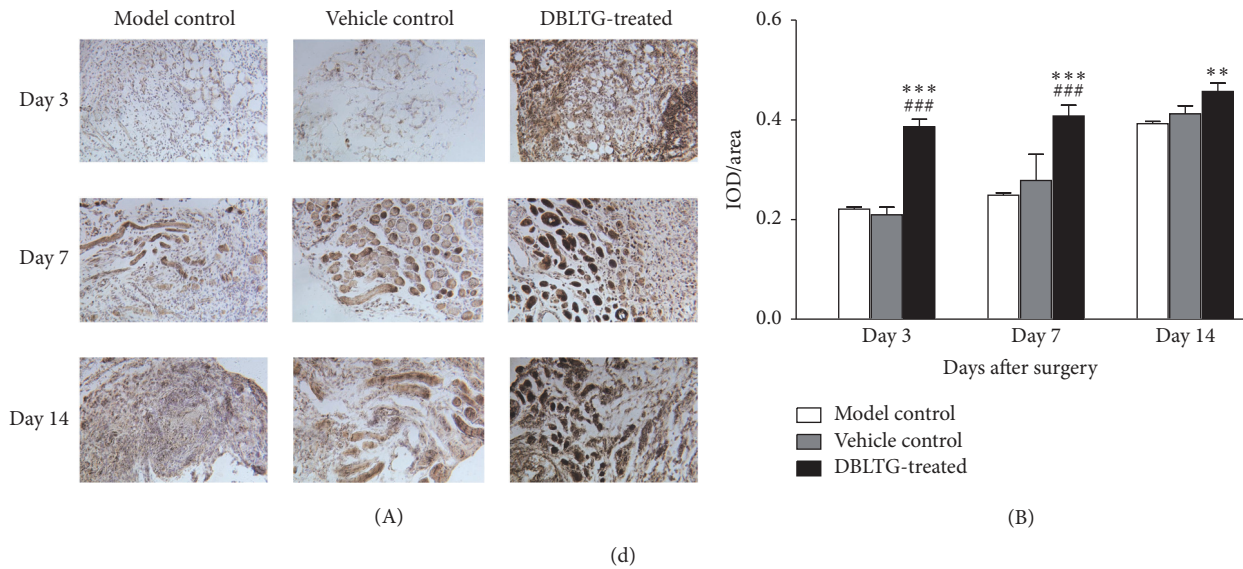 Model control
Vehicle control
DBLTG-treated
Day 3
Day 7
Day 14
(A)
0.6
0.4
0.2
0.0
IOD/area
***
###
***
###
**
Day 3
Day 7
Day 14
Days after surgery
Model control
Vehicle control
DBLTG-treated
(B)
(d)